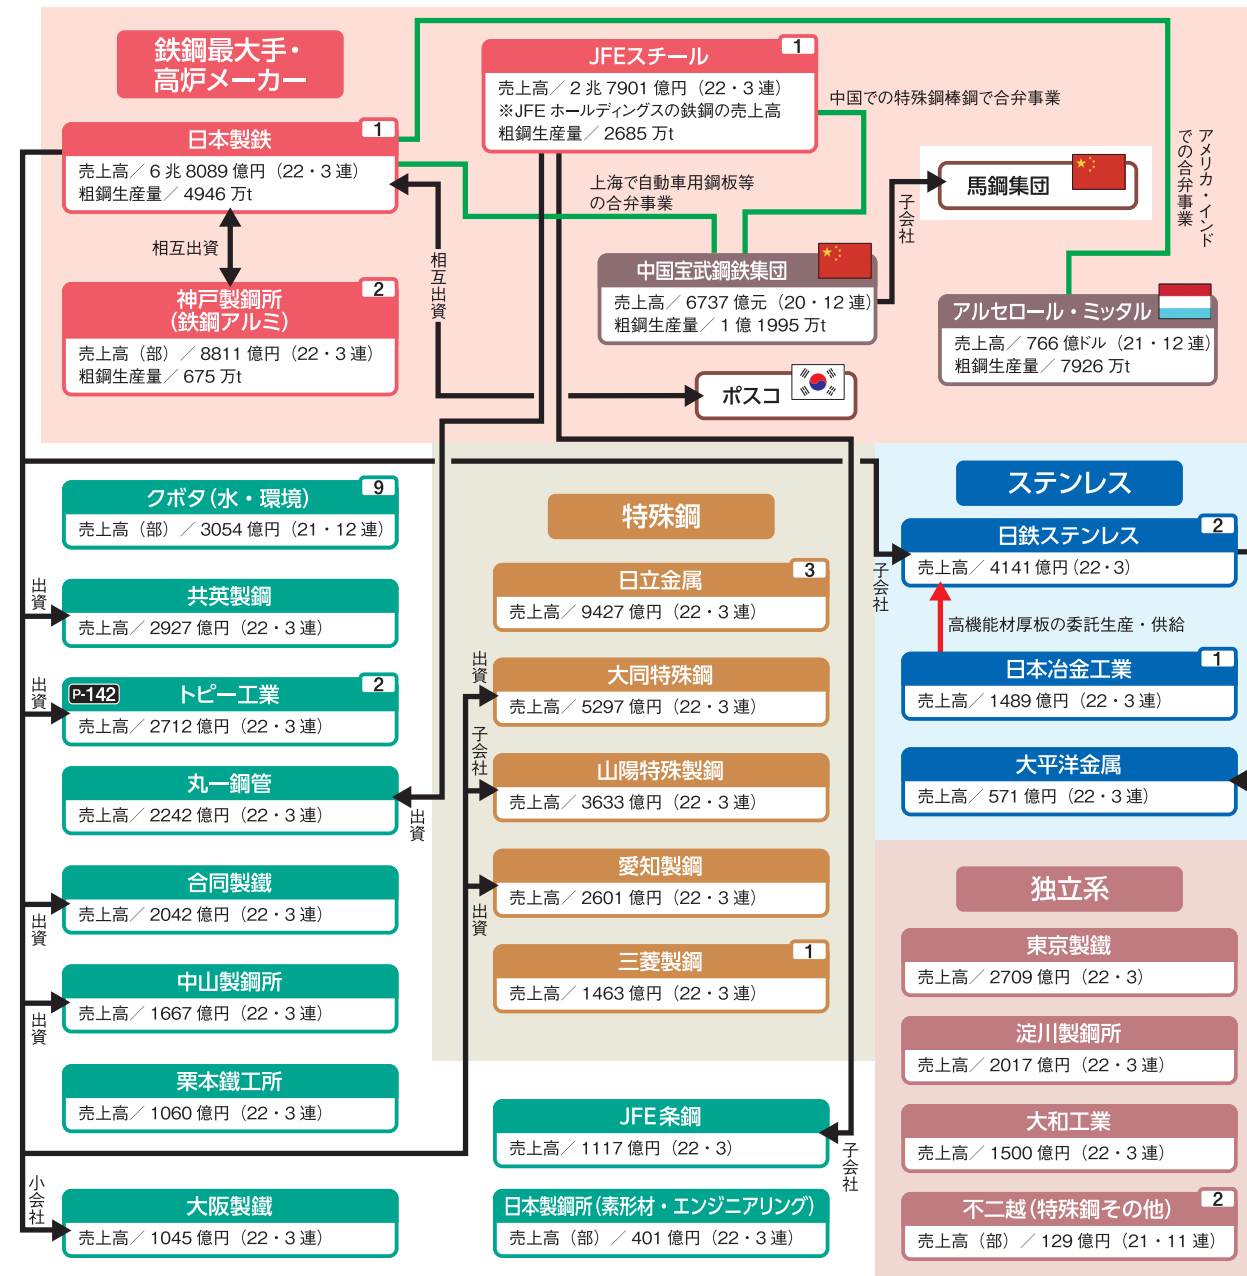 鉄鋼最大手・
高炉メーカー
日本製鉄
1
売上高／6兆8089億円（22・3連）
粗鋼生産量／4946万t
相互出資
神戸製鋼所
（鉄鋼アルミ）
2
売上高（部）／8811億円（22・3連）
粗鋼生産量／675万t
JFEスチール
1
売上高／2兆7901億円（22・3連）
※JFEホールディングスの鉄鋼の売上高
粗鋼生産量／2685万t
中国での特殊鋼棒鋼で合弁事業
上海で自動車用鋼板等
の合弁事業
相互出資
中国宝武鋼鉄集団
売上高／6737億元（20・12連）
粗鋼生産量／1億1995万t
子会社
馬鋼集団
アメリカ・インド
での合弁事業
アルセロール・ミッタル
売上高／766億ドル（21・12連）
粗鋼生産量／7926万t
ポスコ
クボタ（水・環境）
9
売上高（部）／3054億円（21・12連）
出資
共英製鋼
売上高／2927億円（22・3連）
出資
P-142
トピー工業
2
売上高／2712億円（22・3連）
丸一鋼管
売上高／2242億円（22・3連）
出資
合同製鐵
売上高／2042億円（22・3連）
出資
中山製鋼所
売上高／1667億円（22・3連）
出資
栗本鐵工所
売上高／1060億円（22・3連）
小会社
大阪製鐵
売上高／1045億円（22・3連）
特殊鋼
日立金属
3
売上高／9427億円（22・3連）
出資
大同特殊鋼
売上高／5297億円（22・3連）
子会社
山陽特殊製鋼
売上高／3633億円（22・3連）
愛知製鋼
売上高／2601億円（22・3連）
出資
三菱製鋼
1
売上高／1463億円（22・3連）
JFE条鋼
売上高／1117億円（22・3）
子会社
日本製鋼所（素形材・エンジニアリング）
売上高（部）／401億円（22・3連）
ステンレス
子会社
日鉄ステンレス
2
売上高／4141億円（22・3）
高機能材厚板の委託生産・供給
日本冶金工業
1
売上高／1489億円（22・3連）
大平洋金属
売上高／571億円（22・3連）
独立系
東京製鐵
売上高／2709億円（22・3）
淀川製鋼所
売上高／2017億円（22・3連）
大和工業
売上高／1500億円（22・3連）
不二越（特殊鋼その他）
2
売上高（部）／129億円（21・11連）